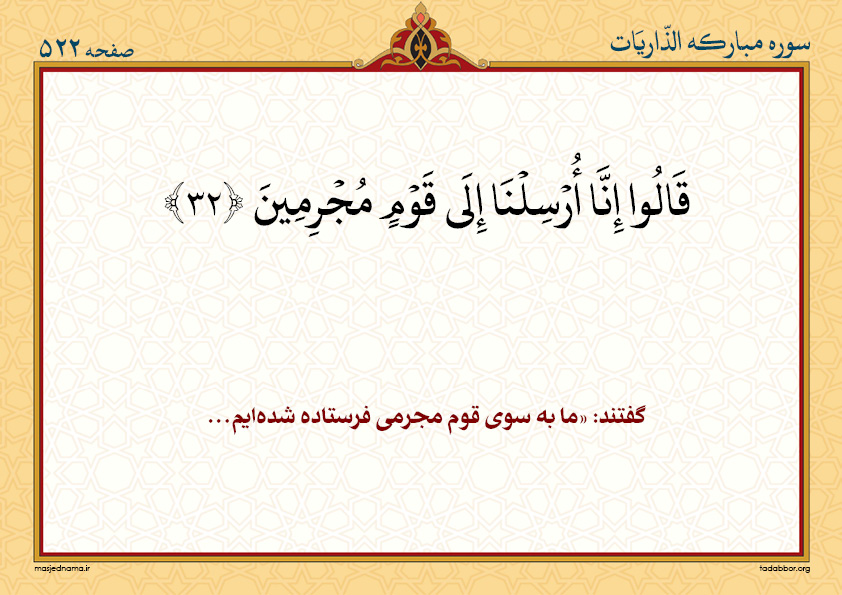 سوره مبارکه الذّاریَات
صفحه ۵۲۲
قَالُوا إِنَّا أُرْسِلْنَا إِلَى قَوْمٍ مُجْرِمِينَ ﴿۳۲﴾
گفتند: «ما به سوی قوم مجرمی فرستاده شده‌ایم...
masjednama.ir
tadabbor.org